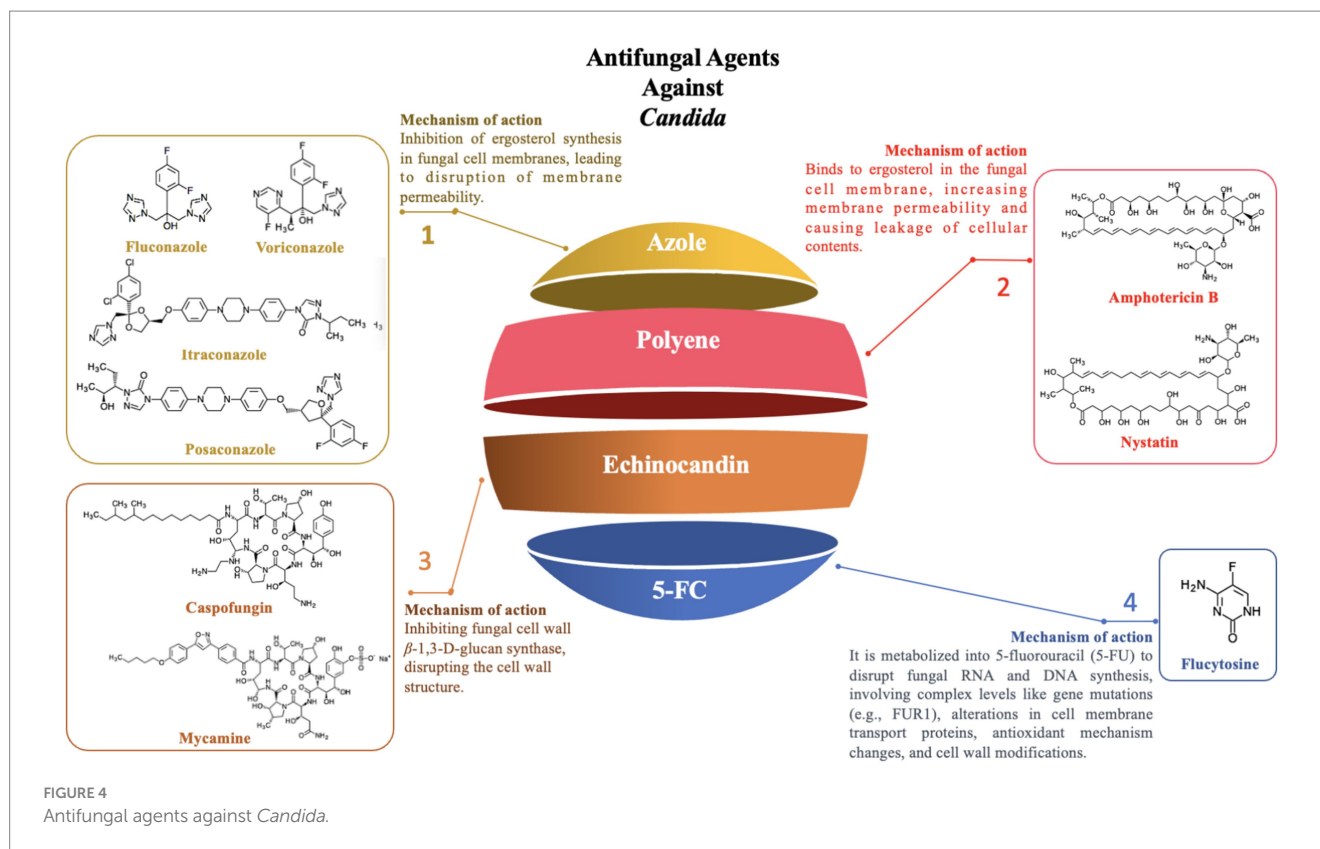 Antifungal Agents
Against
Candida
Mechanism of action
Inhibition of ergosterol synthesis
in fungal cell membranes, leading
to disruption of membrane
permeability.
1
Fluconazole
Voriconazole
Itraconazole
Posaconazole
Azole
Polyene
Echinocandin
5-FC
Mechanism of action
Binds to ergosterol in the fungal
cell membrane, increasing
membrane permeability and
causing leakage of cellular
contents.
2
Amphotericin B
Nystatin
3
Mechanism of action
Inhibiting fungal cell wall
β-1,3-D-glucan synthase,
disrupting the cell wall
structure.
Caspofungin
Mycamine
4
Mechanism of action
It is metabolized into 5-fluorouracil (5-FU) to
disrupt fungal RNA and DNA synthesis,
involving complex levels like gene mutations
(e.g., FUR1), alterations in cell membrane
transport proteins, antioxidant mechanism
changes, and cell wall modifications.
Flucytosine
FIGURE 4
Antifungal agents against Candida.